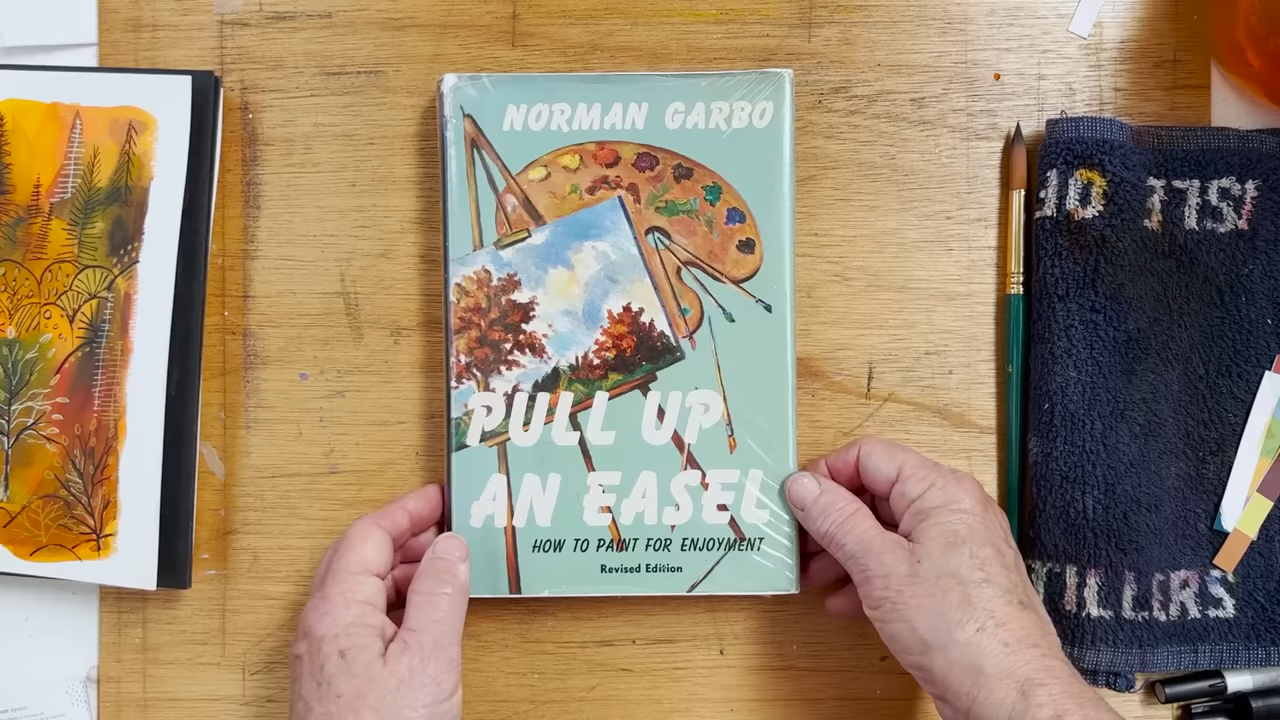 NORMAN GARBO
PULL UP
AN EASEL
HOW TO PAINT FOR ENJOYMENT
Revised Edition